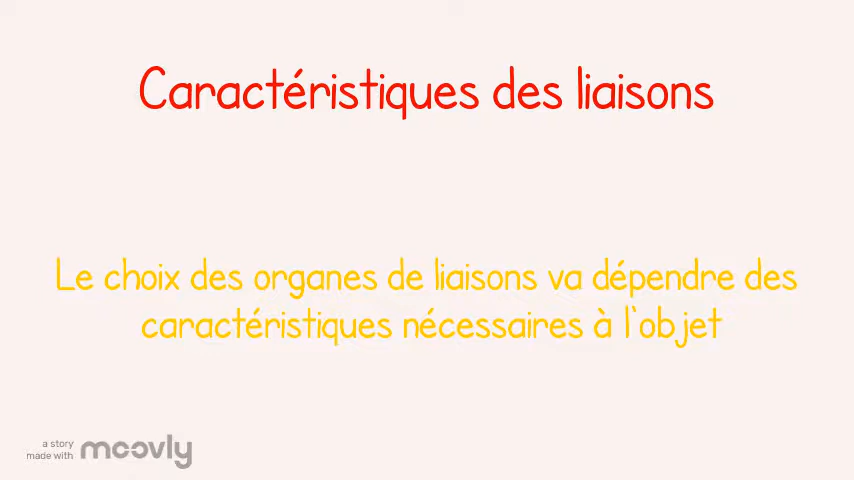 Caractéristiques des liaisons
Le choix des organes de liaisons va dépendre des
caractéristiques nécessaires à l'objet
a story
made with moovly